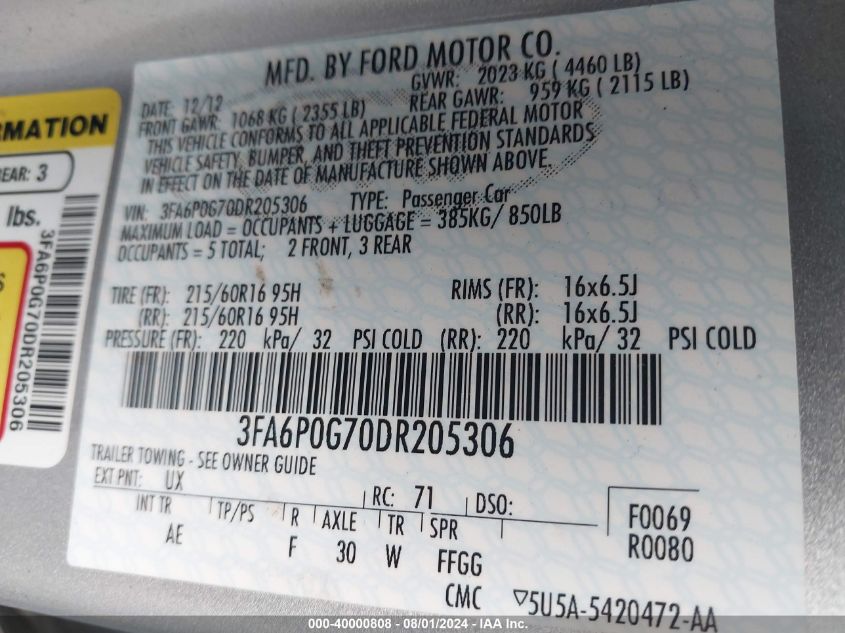 MFD. BY FORD MOTOR CO.
DATE: 12/12 GVWR: 2023 KG ( 4460 LB)
FRONT GAWR: 1068 KG ( 2355 LB) REAR GAWR: 959 KG ( 2115 LB)
THIS VEHICLE CONFORMS TO ALL APPLICABLE FEDERAL MOTOR
VEHICLE SAFETY, BUMPER, AND THEFT PREVENTION STANDARDS
IN EFFECT ON THE DATE OF MANUFACTURE SHOWN ABOVE.
VIN: 3FA6P0G70DR205306 TYPE: Passenger Car
MAXIMUM LOAD = OCCUPANTS + LUGGAGE = 385KG/ 850LB
OCCUPANTS = 5 TOTAL; 2 FRONT, 3 REAR
TIRE (FR): 215/60R16 95H RIMS (FR): 16x6.5J
(RR): 215/60R16 95H (RR): 16x6.5J
PRESSURE (FR): 220 kPa/ 32 PSI COLD (RR): 220 kPa/ 32 PSI COLD
3FA6P0G70DR205306
TRAILER TOWING - SEE OWNER GUIDE
EXT PNT: UX RC: 71 DSO:
INT TR TP/PS R AXLE TR SPR F0069
AE F 30 W FFGG R0080
CMC ▽5U5A-5420472-AA
RMATION
REAR: 3
lbs.
3FA6P0G70DR205306
000-40000808 - 08/01/2024 - IAA Inc.